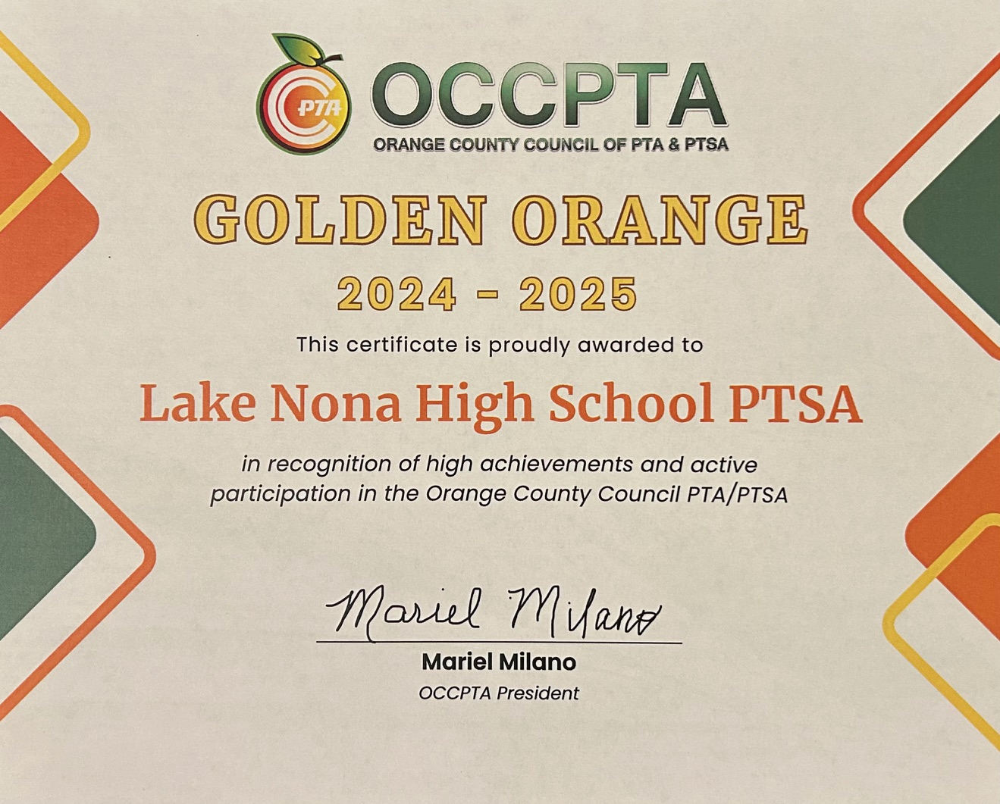 PTA
OCCPTA
ORANGE COUNTY COUNCIL OF PTA & PTSA
GOLDEN ORANGE
2024 - 2025
This certificate is proudly awarded to
Lake Nona High School PTSA
in recognition of high achievements and active
participation in the Orange County Council PTA/PTSA
Mariel Milano
Mariel Milano
OCCPTA President